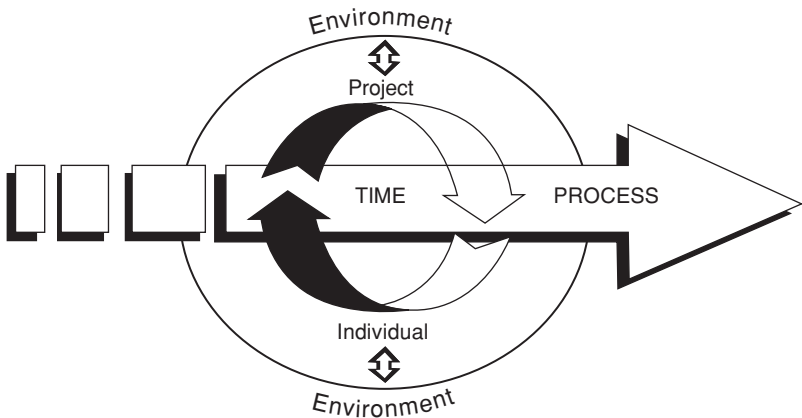 Environment
Project
TIME PROCESS
Individual
Environment